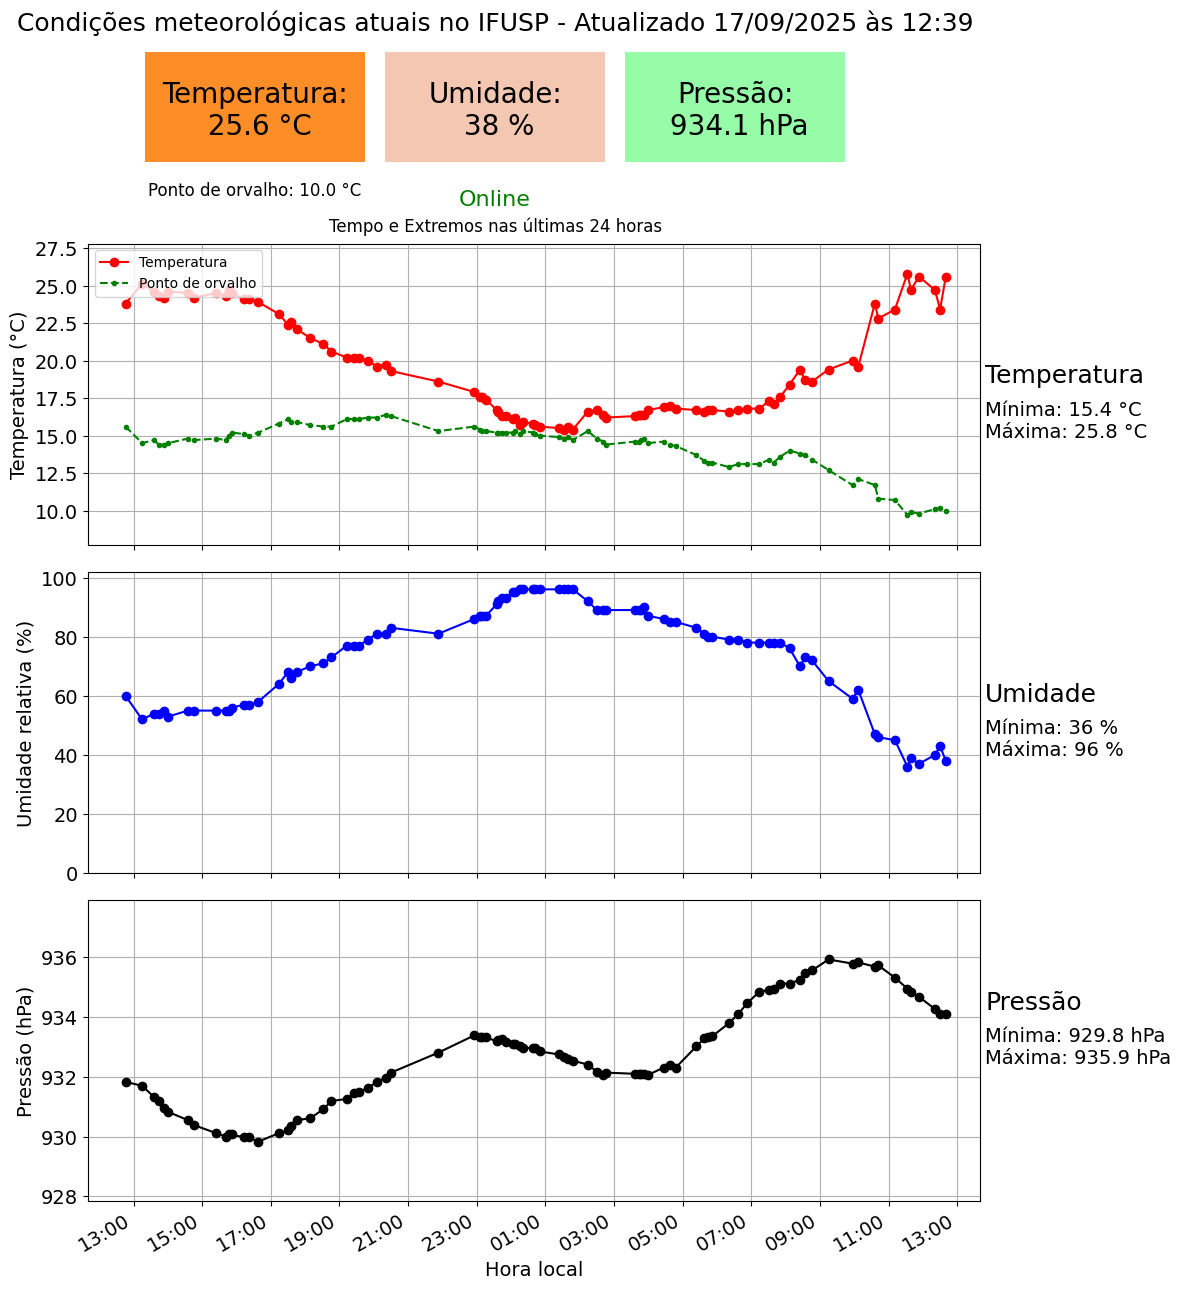 Condições meteorológicas atuais no IFUSP - Atualizado 17/09/2025 às 12:39
Temperatura:
25.6 °C
Umidade:
38 %
Pressão:
934.1 hPa
Ponto de orvalho: 10.0 °C
Online
Tempo e Extremos nas últimas 24 horas
Temperatura (°C)
27.5
25.0
22.5
20.0
17.5
15.0
12.5
10.0
Temperatura
Ponto de orvalho
Temperatura
Mínima: 15.4 °C
Máxima: 25.8 °C
Umidade relativa (%)
100
80
60
40
20
0
Umidade
Mínima: 36 %
Máxima: 96 %
Pressão (hPa)
936
934
932
930
928
Pressão
Mínima: 929.8 hPa
Máxima: 935.9 hPa
13:00
15:00
17:00
19:00
21:00
23:00
01:00
03:00
05:00
07:00
09:00
11:00
13:00
Hora local